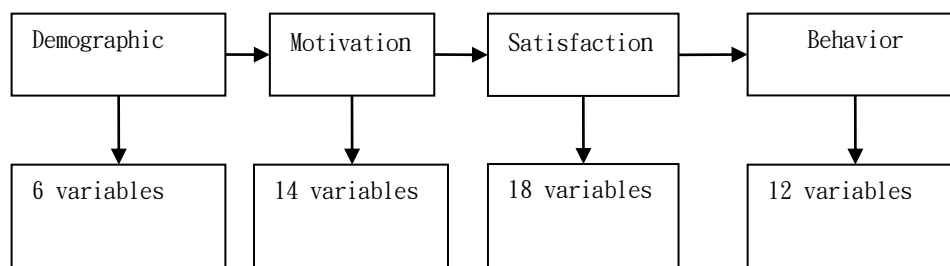 Demographic
Motivation
Satisfaction
Behavior
6 variables
14 variables
18 variables
12 variables